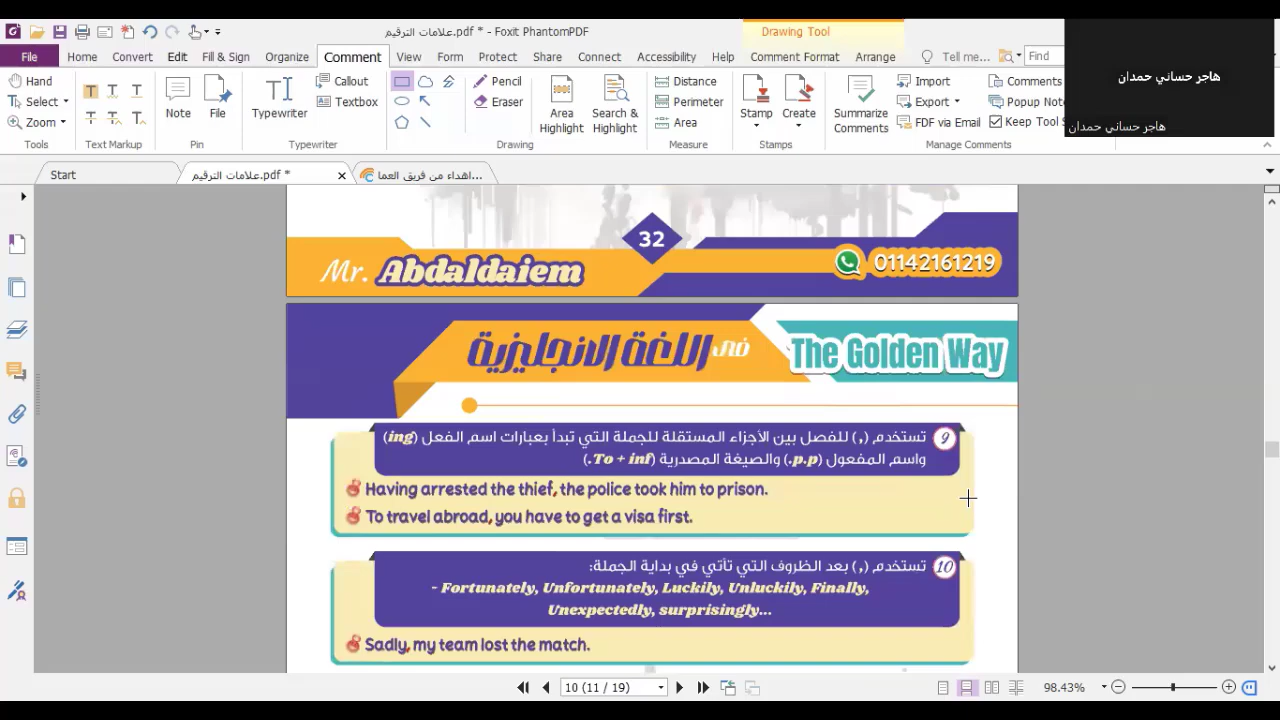 علامات الترقيم.pdf * - Foxit PhantomPDF
Drawing Tool
File Home Convert Edit Fill & Sign Organize Comment View Form Protect Share Connect Accessibility Help Comment Format Arrange Tell me... Find
Hand
Select
Zoom
Tools
Text Markup
Note
File
Pin
Typewriter
Callout
Textbox
Typewriter
Pencil
Eraser
Area Highlight
Search & Highlight
Drawing
Distance
Perimeter
Area
Measure
Stamp
Create
Stamps
Summarize Comments
Import
Export
FDF via Email
Comments
Popup Note
Keep Tool S
Manage Comments
هاجر حساني حمدان
هاجر حساني حمدان
Start
علامات الترقيم.pdf *
اهداء من فريق العما...
32
Mr. Abdaldaiem
01142161219
فى اللغة الانجليزية
The Golden Way
9 تستخدم (,) للفصل بين الأجزاء المستقلة للجملة التي تبدأ بعبارات اسم الفعل (ing)
واسم المفعول (p.p.) والصيغة المصدرية (To + inf.)
Having arrested the thief, the police took him to prison.
To travel abroad, you have to get a visa first.
10 تستخدم (,) بعد الظروف التي تأتي في بداية الجملة:
- Fortunately, Unfortunately, Luckily, Unluckily, Finally,
Unexpectedly, surprisingly...
Sadly, my team lost the match.
10 (11 / 19)
98.43%